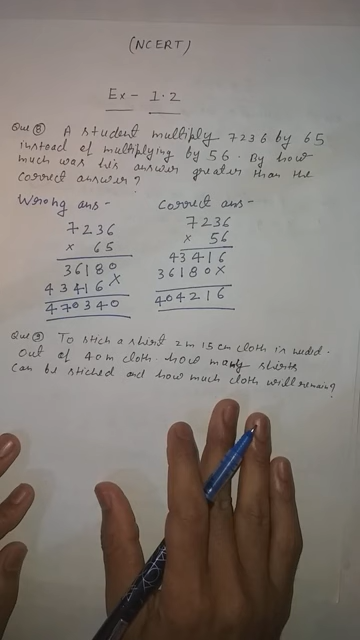 (NCERT)
Ex - 1.2
Que ⑧ A student multiply 7236 by 65
instead of multiplying by 56. By how
much was his answer greater than the
correct answer?
Wrong ans - Correct ans -
7236 7236
× 65 × 56
36180 43416
43416× 36180×
470340 404216
Que ⑨ To stich a shirt 2m 15cm cloth is needed.
Out of 40m cloth. how many shirts
can be stiched and how much cloth will remain?